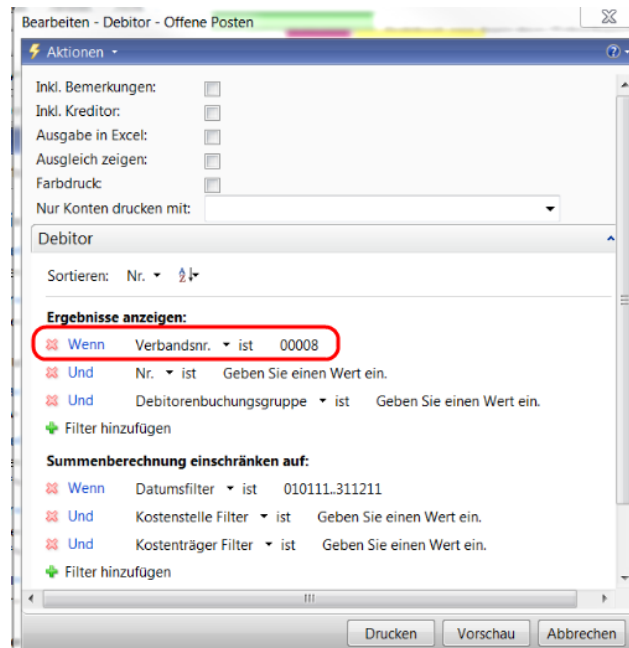 Bearbeiten - Debitor - Offene Posten
Aktionen
Inkl. Bemerkungen:
Inkl. Kreditor:
Ausgabe in Excel:
Ausgleich zeigen:
Farbdruck:
Nur Konten drucken mit:
Debitor
Sortieren: Nr.
Ergebnisse anzeigen:
Wenn Verbandsnr. ist 00008
Und Nr. ist Geben Sie einen Wert ein.
Und Debitorenbuchungsgruppe ist Geben Sie einen Wert ein.
Filter hinzufügen
Summenberechnung einschränken auf:
Wenn Datumsfilter ist 010111..311211
Und Kostenstelle Filter ist Geben Sie einen Wert ein.
Und Kostenträger Filter ist Geben Sie einen Wert ein.
Filter hinzufügen
Drucken Vorschau Abbrechen